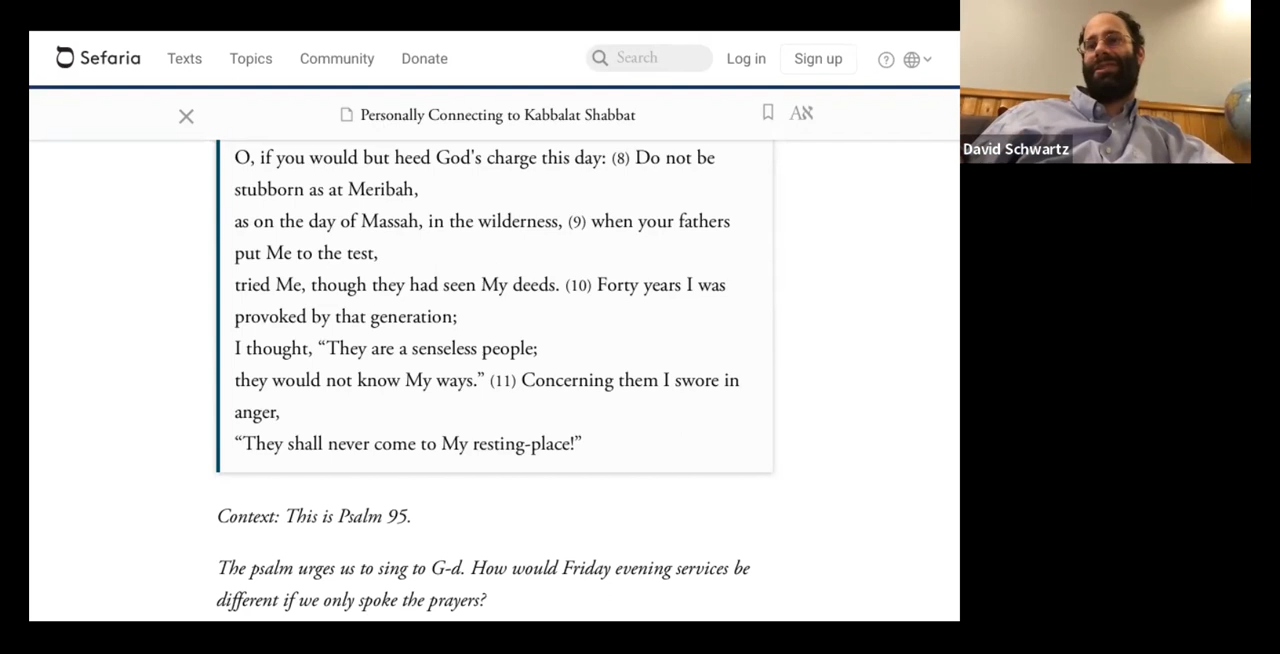 Sefaria Texts Topics Community Donate Search Log in Sign up
Personally Connecting to Kabbalat Shabbat Aא
O, if you would but heed God's charge this day: (8) Do not be
stubborn as at Meribah,
as on the day of Massah, in the wilderness, (9) when your fathers
put Me to the test,
tried Me, though they had seen My deeds. (10) Forty years I was
provoked by that generation;
I thought, “They are a senseless people;
they would not know My ways.” (11) Concerning them I swore in
anger,
“They shall never come to My resting-place!”
Context: This is Psalm 95.
The psalm urges us to sing to G-d. How would Friday evening services be
different if we only spoke the prayers?
David Schwartz